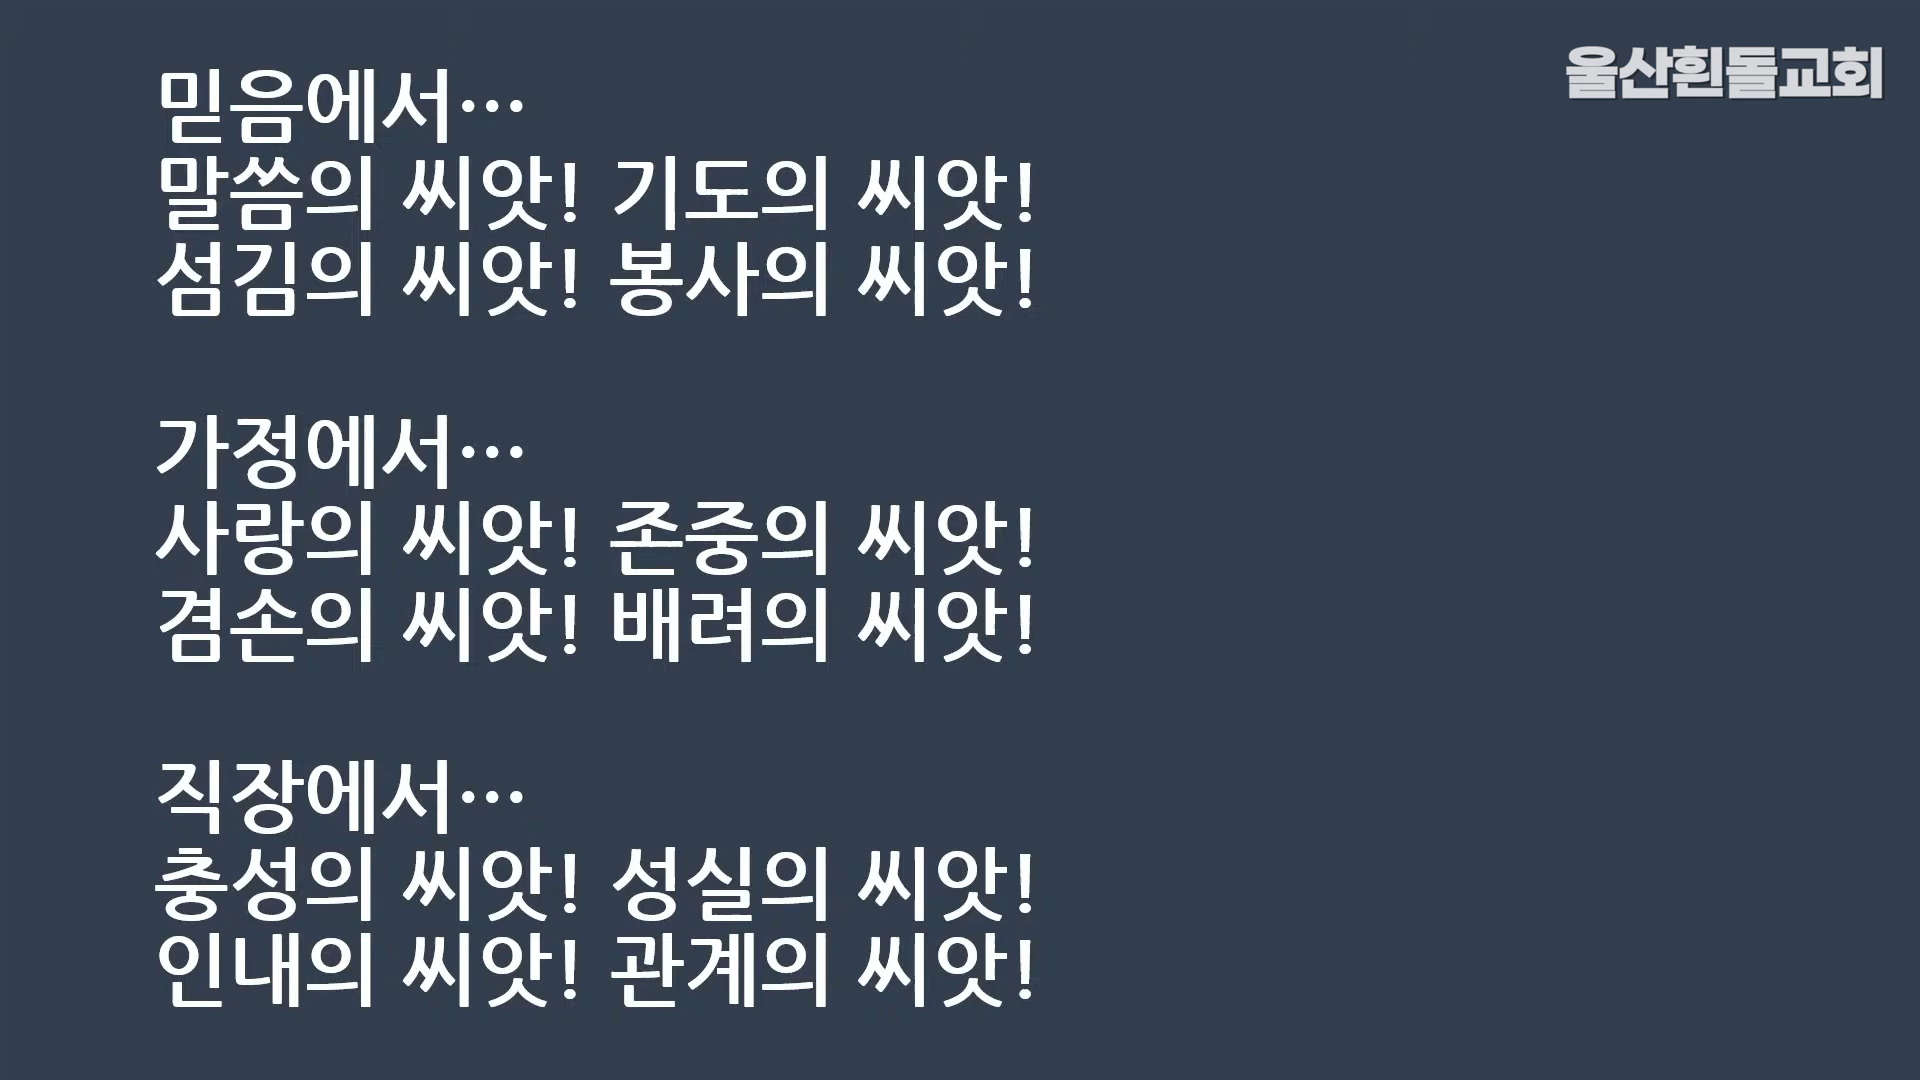 울산흰돌교회
믿음에서…
말씀의 씨앗! 기도의 씨앗!
섬김의 씨앗! 봉사의 씨앗!
가정에서…
사랑의 씨앗! 존중의 씨앗!
겸손의 씨앗! 배려의 씨앗!
직장에서…
충성의 씨앗! 성실의 씨앗!
인내의 씨앗! 관계의 씨앗!